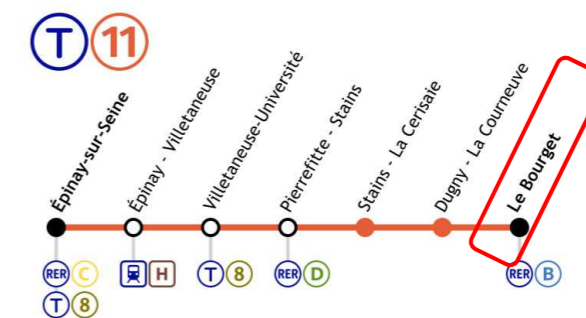 T 11
Épinay-sur-Seine
Épinay - Villetaneuse
Villetaneuse-Université
Pierrefitte - Stains
Stains - La Cerisaie
Dugny - La Courneuve
Le Bourget
RER C
T 8
H
T 8
RER D
RER B